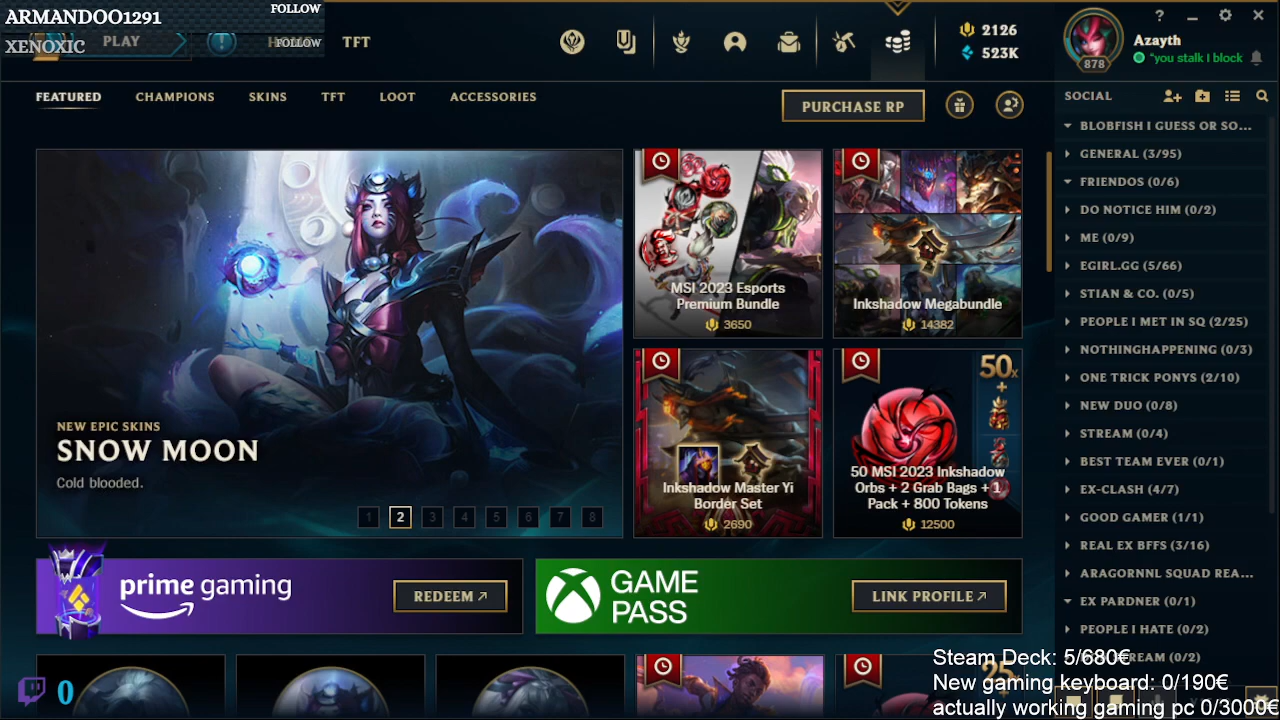 ARMANDOO1291
FOLLOW
XENOXIC
FOLLOW
PLAY
TFT
2126
523K
878
Azayth
"you stalk I block
FEATURED
CHAMPIONS
SKINS
TFT
LOOT
ACCESSORIES
PURCHASE RP
NEW EPIC SKINS
SNOW MOON
Cold blooded.
1 2 3 4 5 6 7 8
MSI 2023 Esports
Premium Bundle
3650
Inkshadow Megabundle
14382
Inkshadow Master Yi
Border Set
2690
50x
+
50 MSI 2023 Inkshadow
Orbs + 2 Grab Bags + 1
Pack + 800 Tokens
12500
prime gaming
REDEEM
XBOX GAME
PASS
LINK PROFILE
SOCIAL
BLOBFISH I GUESS OR SO...
GENERAL (3/95)
FRIENDOS (0/6)
DO NOTICE HIM (0/2)
ME (0/9)
EGIRL.GG (5/66)
STIAN & CO. (0/5)
PEOPLE I MET IN SQ (2/25)
NOTHINGHAPPENING (0/3)
ONE TRICK PONYS (2/10)
NEW DUO (0/8)
STREAM (0/4)
BEST TEAM EVER (0/1)
EX-CLASH (4/7)
GOOD GAMER (1/1)
REAL EX BFFS (3/16)
ARAGORNNL SQUAD REA...
EX PARDNER (0/1)
PEOPLE I HATE (0/2)
REAM (0/2)
0
Steam Deck: 5/680€
New gaming keyboard: 0/190€
actually working gaming pc 0/3000€